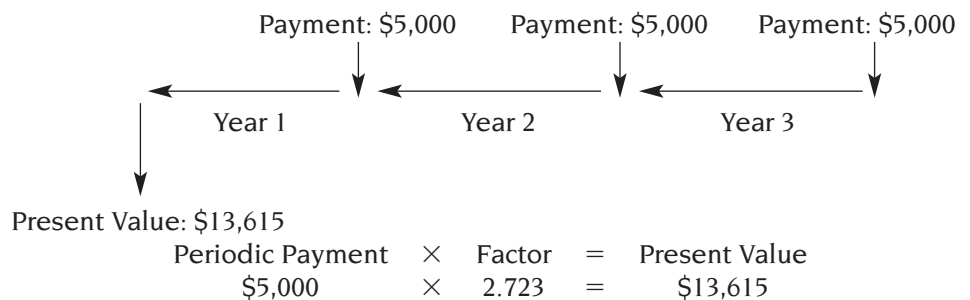 Payment: $5,000 Payment: $5,000 Payment: $5,000
Year 1 Year 2 Year 3
Present Value: $13,615
Periodic Payment × Factor = Present Value
$5,000 × 2.723 = $13,615